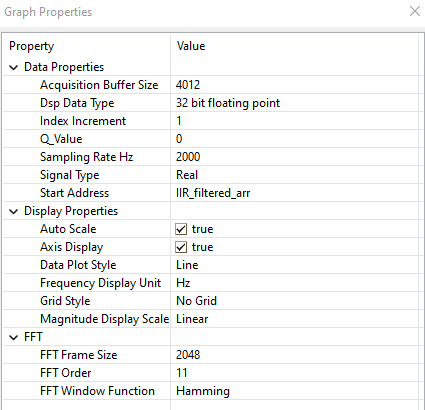 Graph Properties
Property Value
Data Properties
Acquisition Buffer Size 4012
Dsp Data Type 32 bit floating point
Index Increment 1
Q_Value 0
Sampling Rate Hz 2000
Signal Type Real
Start Address IIR_filtered_arr
Display Properties
Auto Scale true
Axis Display true
Data Plot Style Line
Frequency Display Unit Hz
Grid Style No Grid
Magnitude Display Scale Linear
FFT
FFT Frame Size 2048
FFT Order 11
FFT Window Function Hamming